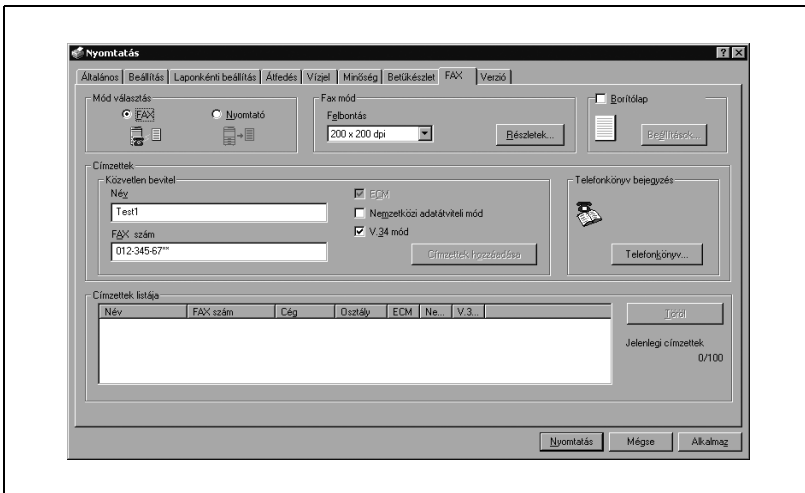 Nyomtatás
Általános Beállítás Laponkénti beállítás Átfedés Vízjel Minőség Betűkészlet FAX Verzió
Mód választás
FAX
Nyomtató
Fax mód
Felbontás
200 x 200 dpi
Részletek...
Borítólap
Beállítások...
Címzettek
Közvetlen bevitel
Név
Test1
FAX szám
012-345-67**
ECM
Nemzetközi adatátviteli mód
V.34 mód
Címzettek hozzáadása
Telefonkönyv bejegyzés
Telefonkönyv...
Címzettek listája
Név FAX szám Cég Osztály ECM Ne... V.3...
Töröl
Jelenlegi címzettek
0/100
Nyomtatás Mégse Alkalmaz